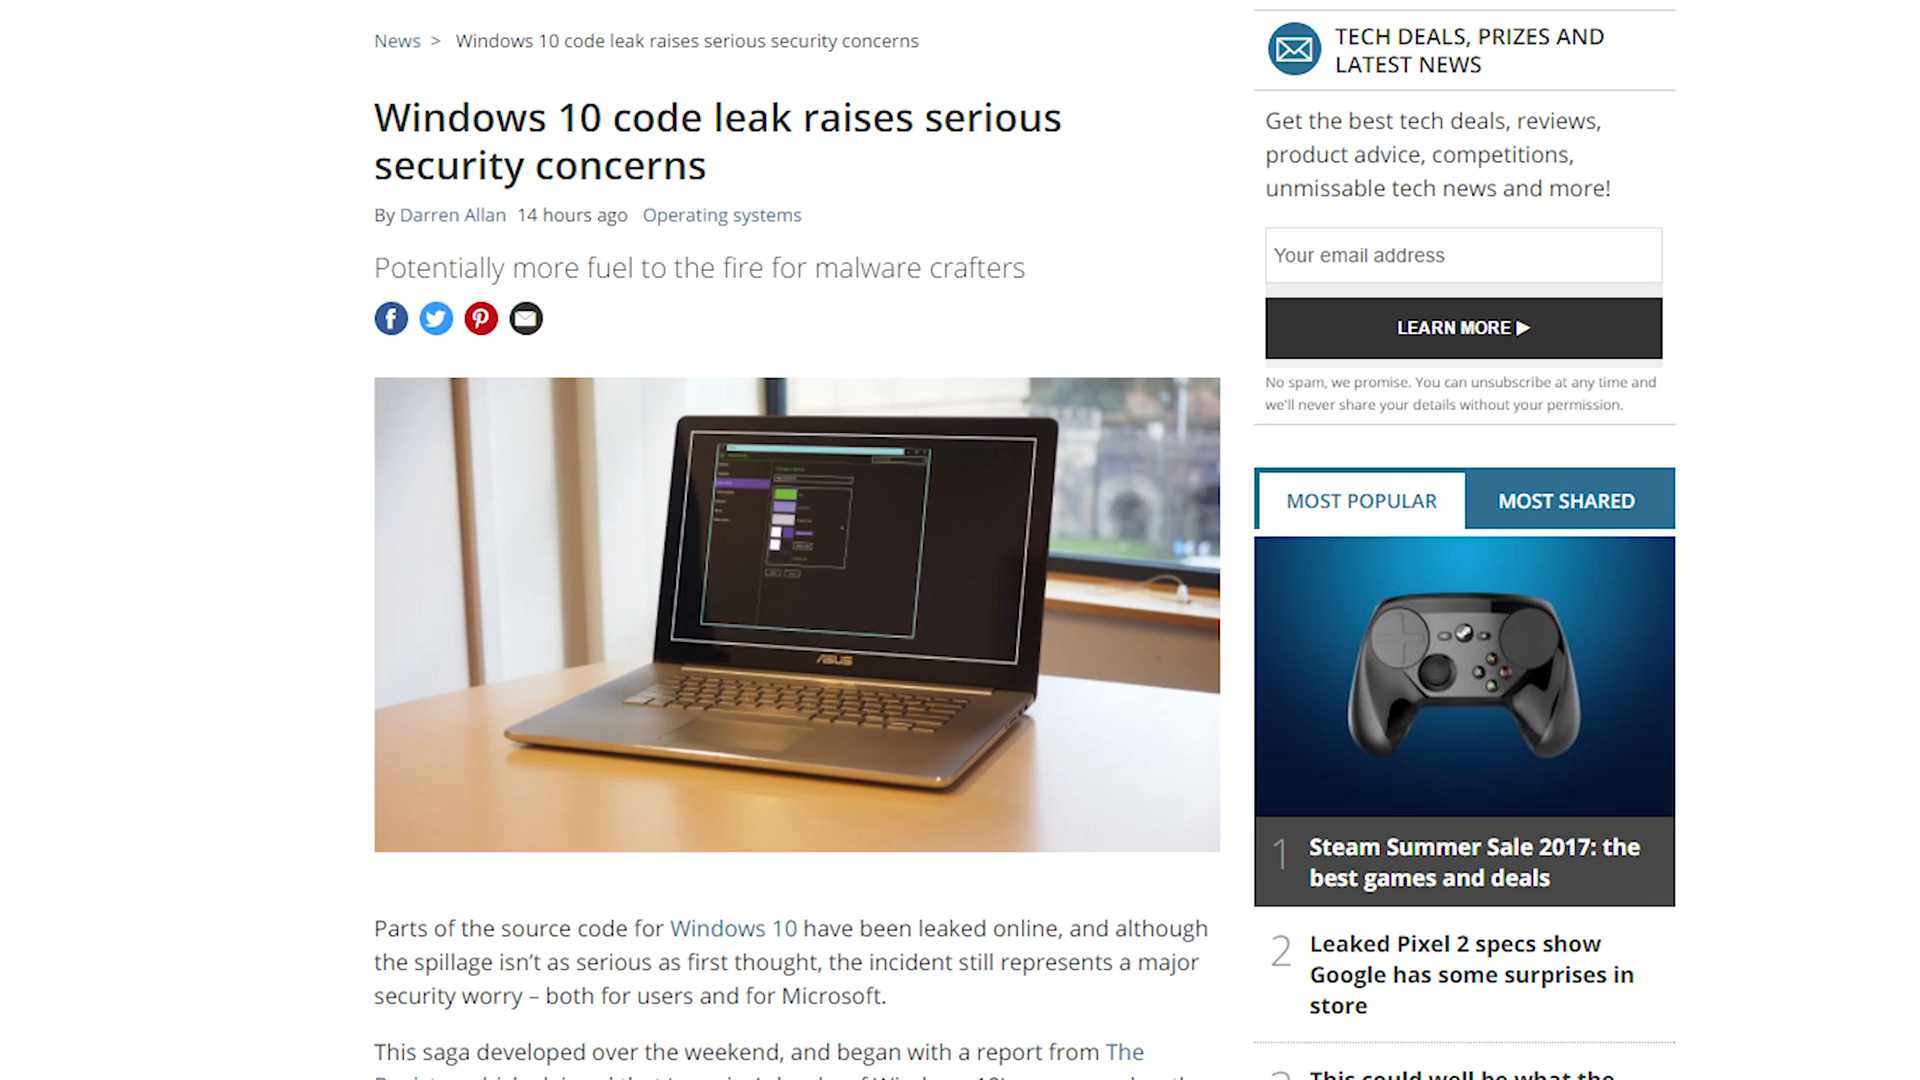 News > Windows 10 code leak raises serious security concerns
Windows 10 code leak raises serious
security concerns
By Darren Allan 14 hours ago Operating systems
Potentially more fuel to the fire for malware crafters
ASUS
Parts of the source code for Windows 10 have been leaked online, and although
the spillage isn't as serious as first thought, the incident still represents a major
security worry – both for users and for Microsoft.
This saga developed over the weekend, and began with a report from The
TECH DEALS, PRIZES AND
LATEST NEWS
Get the best tech deals, reviews,
product advice, competitions,
unmissable tech news and more!
Your email address
LEARN MORE ▶
No spam, we promise. You can unsubscribe at any time and
we'll never share your details without your permission.
MOST POPULAR
MOST SHARED
1 Steam Summer Sale 2017: the
best games and deals
2 Leaked Pixel 2 specs show
Google has some surprises in
store
This could well be what the